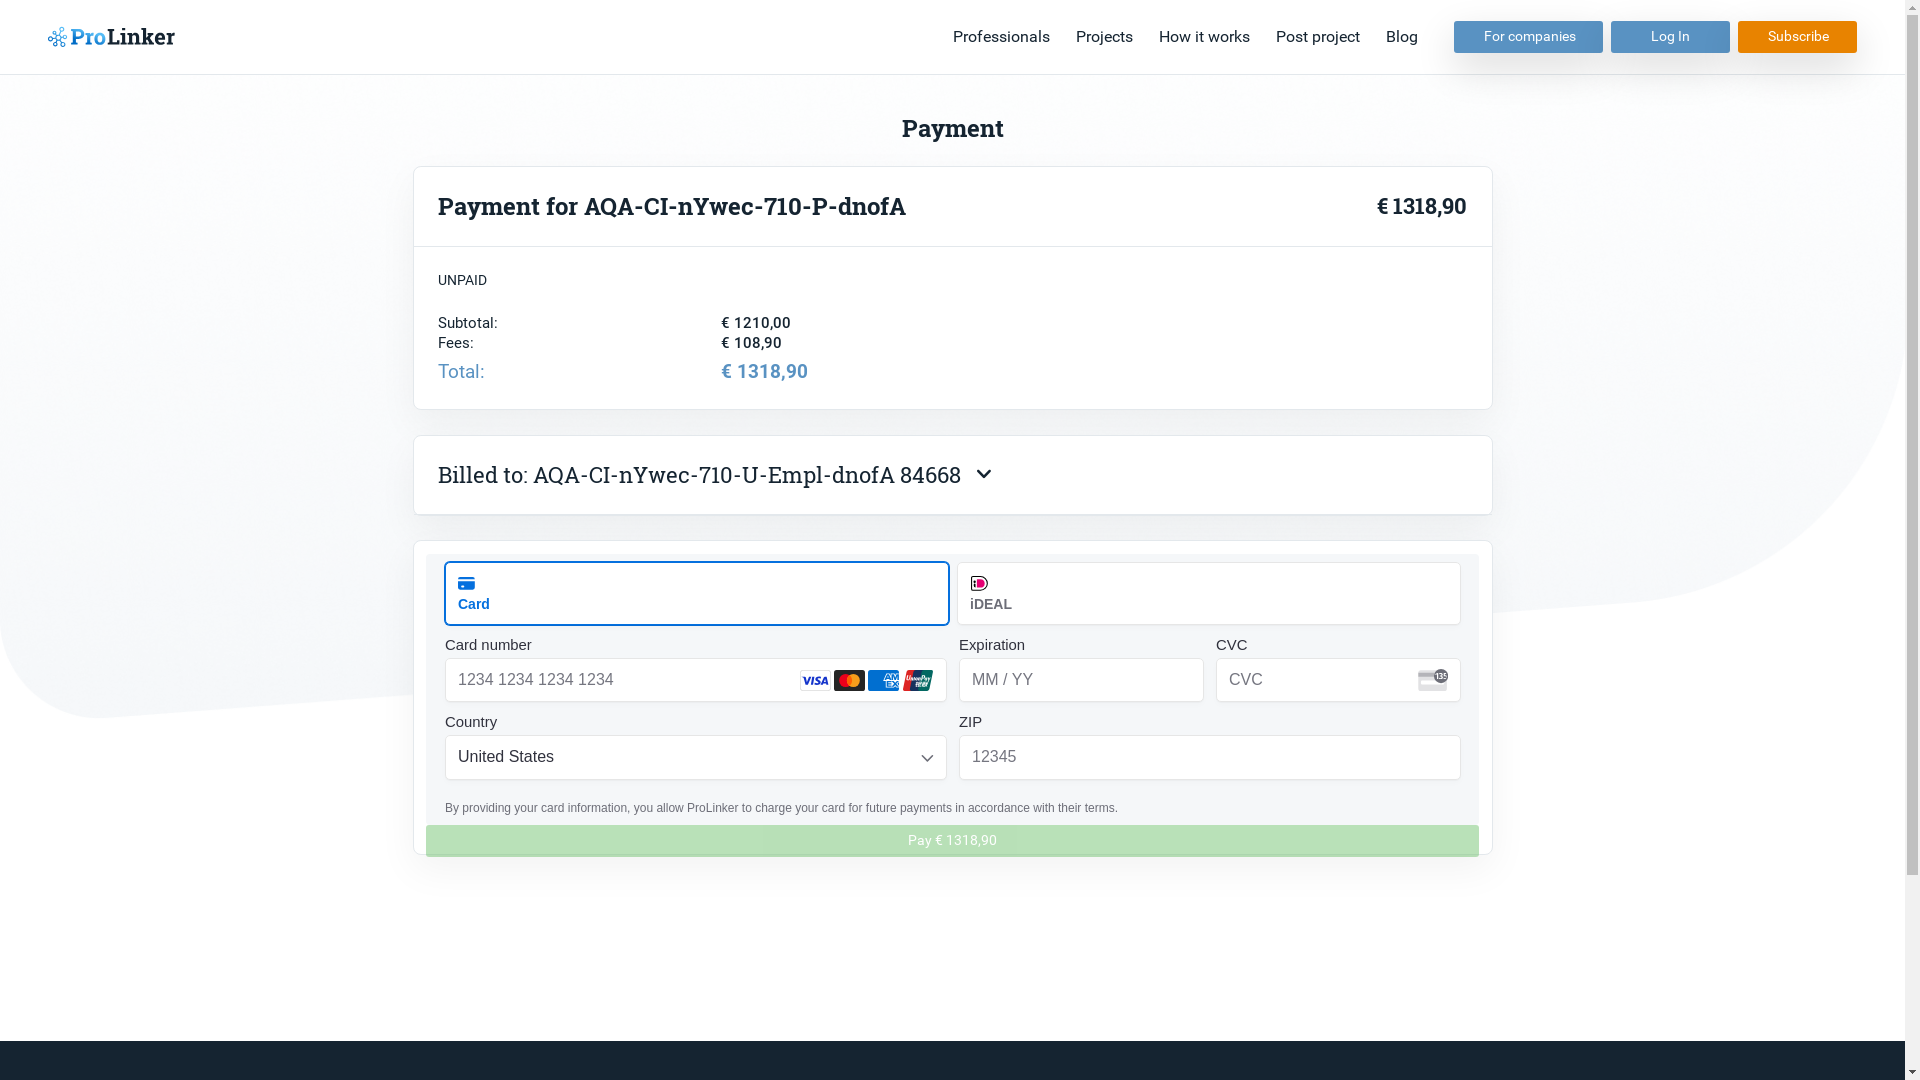 ProLinker
Professionals Projects How it works Post project Blog For companies Log In Subscribe
Payment
Payment for AQA-CI-nYwec-710-P-dnofA € 1318,90
UNPAID
Subtotal: € 1210,00
Fees: € 108,90
Total: € 1318,90
Billed to: AQA-CI-nYwec-710-U-Empl-dnofA 84668
Card
iDEAL
Card number Expiration CVC
1234 1234 1234 1234 VISA AMEX UnionPay MM / YY CVC 135
Country ZIP
United States 12345
By providing your card information, you allow ProLinker to charge your card for future payments in accordance with their terms.
Pay € 1318,90